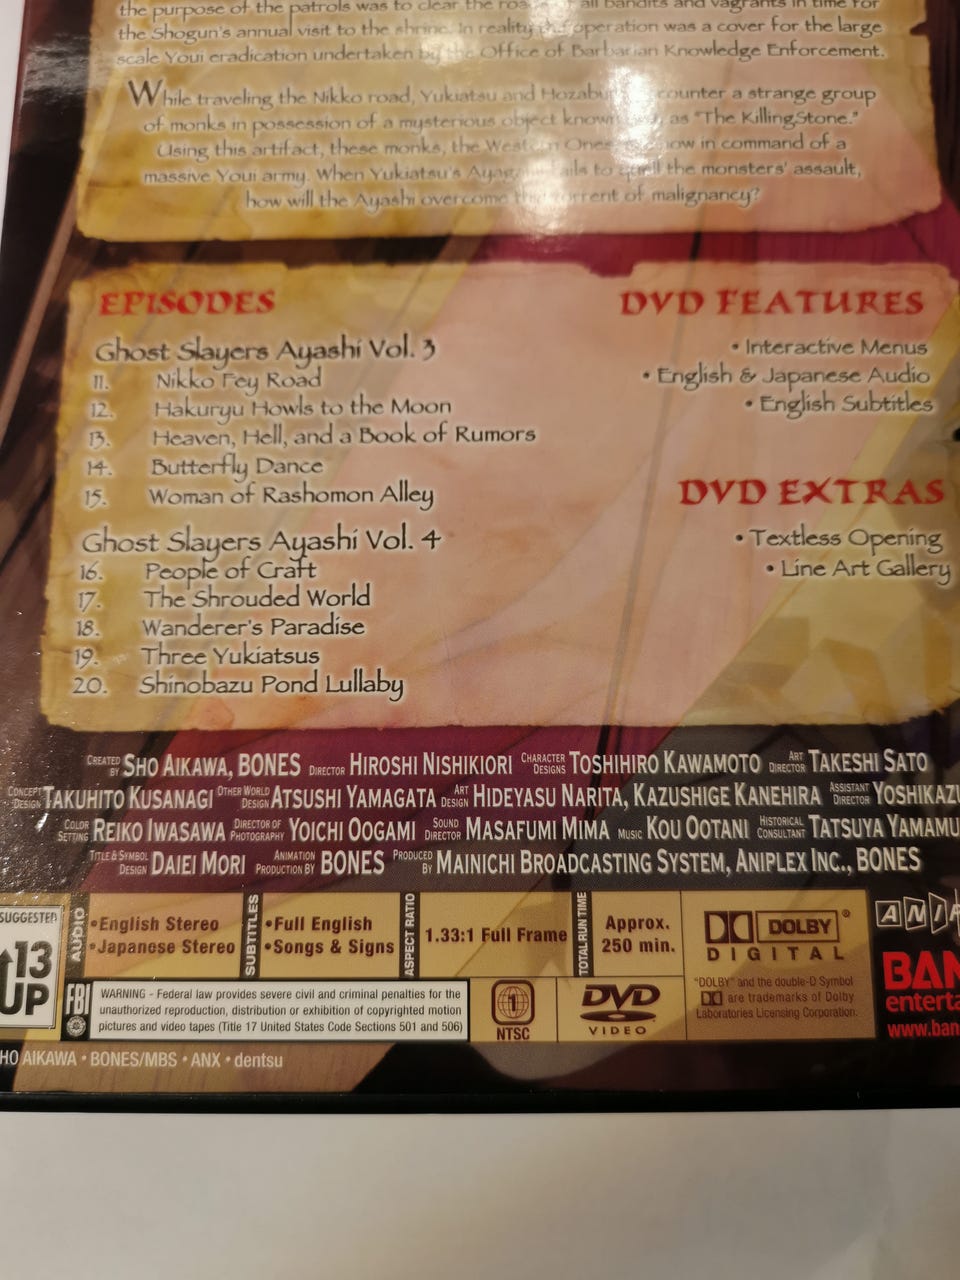 the purpose of the patrols was to clear the road of all bandits and vagrants in time for
the Shogun's annual visit to the shrine. In reality operation was a cover for the large
scale Youi eradication undertaken by the Office of Barbarian Knowledge Enforcement.
While traveling the Nikko road, Yukiatsu and counter a strange group
of monks in possession of a mysterious object known as "The KillingStone."
Using this artifact, these monks, the Western Ones now in command of a
massive Youi army. When Yukiatsu's to quell the monsters' assault,
how will the Ayashi overcome this torrent of malignancy?
EPISODES
Ghost Slayers Ayashi Vol. 3
11. Nikko Fey Road
12. Hakuryu Howls to the Moon
13. Heaven, Hell, and a Book of Rumors
14. Butterfly Dance
15. Woman of Rashomon Alley
Ghost Slayers Ayashi Vol. 4
16. People of Craft
17. The Shrouded World
18. Wanderer's Paradise
19. Three Yukiatsus
20. Shinobazu Pond Lullaby
DVD FEATURES
• Interactive Menus
• English & Japanese Audio
• English Subtitles
DVD EXTRAS
• Textless Opening
• Line Art Gallery
CREATED BY SHO AIKAWA, BONES DIRECTOR HIROSHI NISHIKIORI CHARACTER DESIGNS TOSHIHIRO KAWAMOTO ART DIRECTOR TAKESHI SATO
CONCEPT DESIGN TAKUHITO KUSANAGI OTHER WORLD DESIGN ATSUSHI YAMAGATA ART DESIGN HIDEYASU NARITA, KAZUSHIGE KANEHIRA ASSISTANT DIRECTOR YOSHIKAZU
COLOR SETTING REIKO IWASAWA DIRECTOR OF PHOTOGRAPHY YOICHI OOGAMI SOUND DIRECTOR MASAFUMI MIMA MUSIC KOU OOTANI HISTORICAL CONSULTANT TATSUYA YAMAMU
TITLE & SYMBOL DESIGN DAIEI MORI ANIMATION PRODUCTION BY BONES PRODUCED BY MAINICHI BROADCASTING SYSTEM, ANIPLEX INC., BONES
SUGGESTED
13
UP
AUDIO
•English Stereo
•Japanese Stereo
SUBTITLES
•Full English
•Songs & Signs
ASPECT RATIO
1.33:1 Full Frame
TOTAL RUN TIME
Approx.
250 min.
DOLBY®
DIGITAL
"DOLBY" and the double-D Symbol
are trademarks of Dolby
Laboratories Licensing Corporation.
FBI
WARNING - Federal law provides severe civil and criminal penalties for the
unauthorized reproduction, distribution or exhibition of copyrighted motion
pictures and video tapes (Title 17 United States Code Sections 501 and 506)
1
NTSC
DVD
VIDEO
ANI
BAN
enterta
www.ban
HO AIKAWA • BONES/MBS • ANX • dentsu